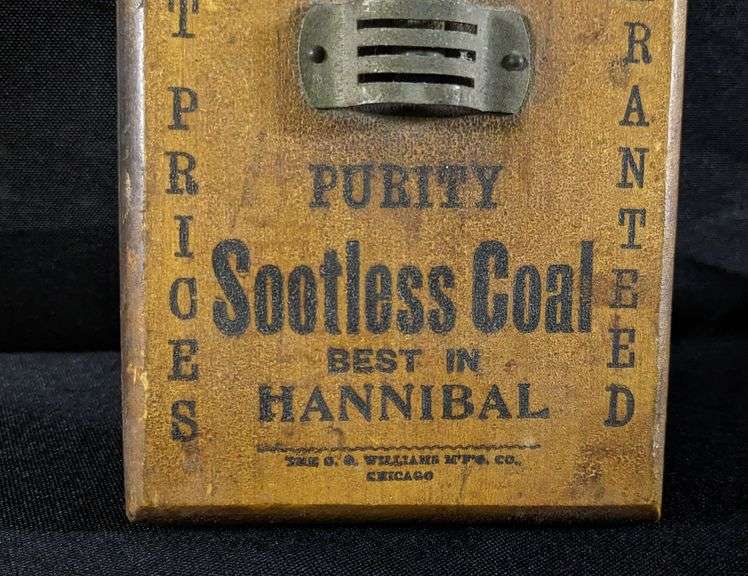 T PRICES
PURITY
Sootless Coal
BEST IN
HANNIBAL
THE O. O. WILLIAMS M'F'G. CO.,
CHICAGO
RANTEED